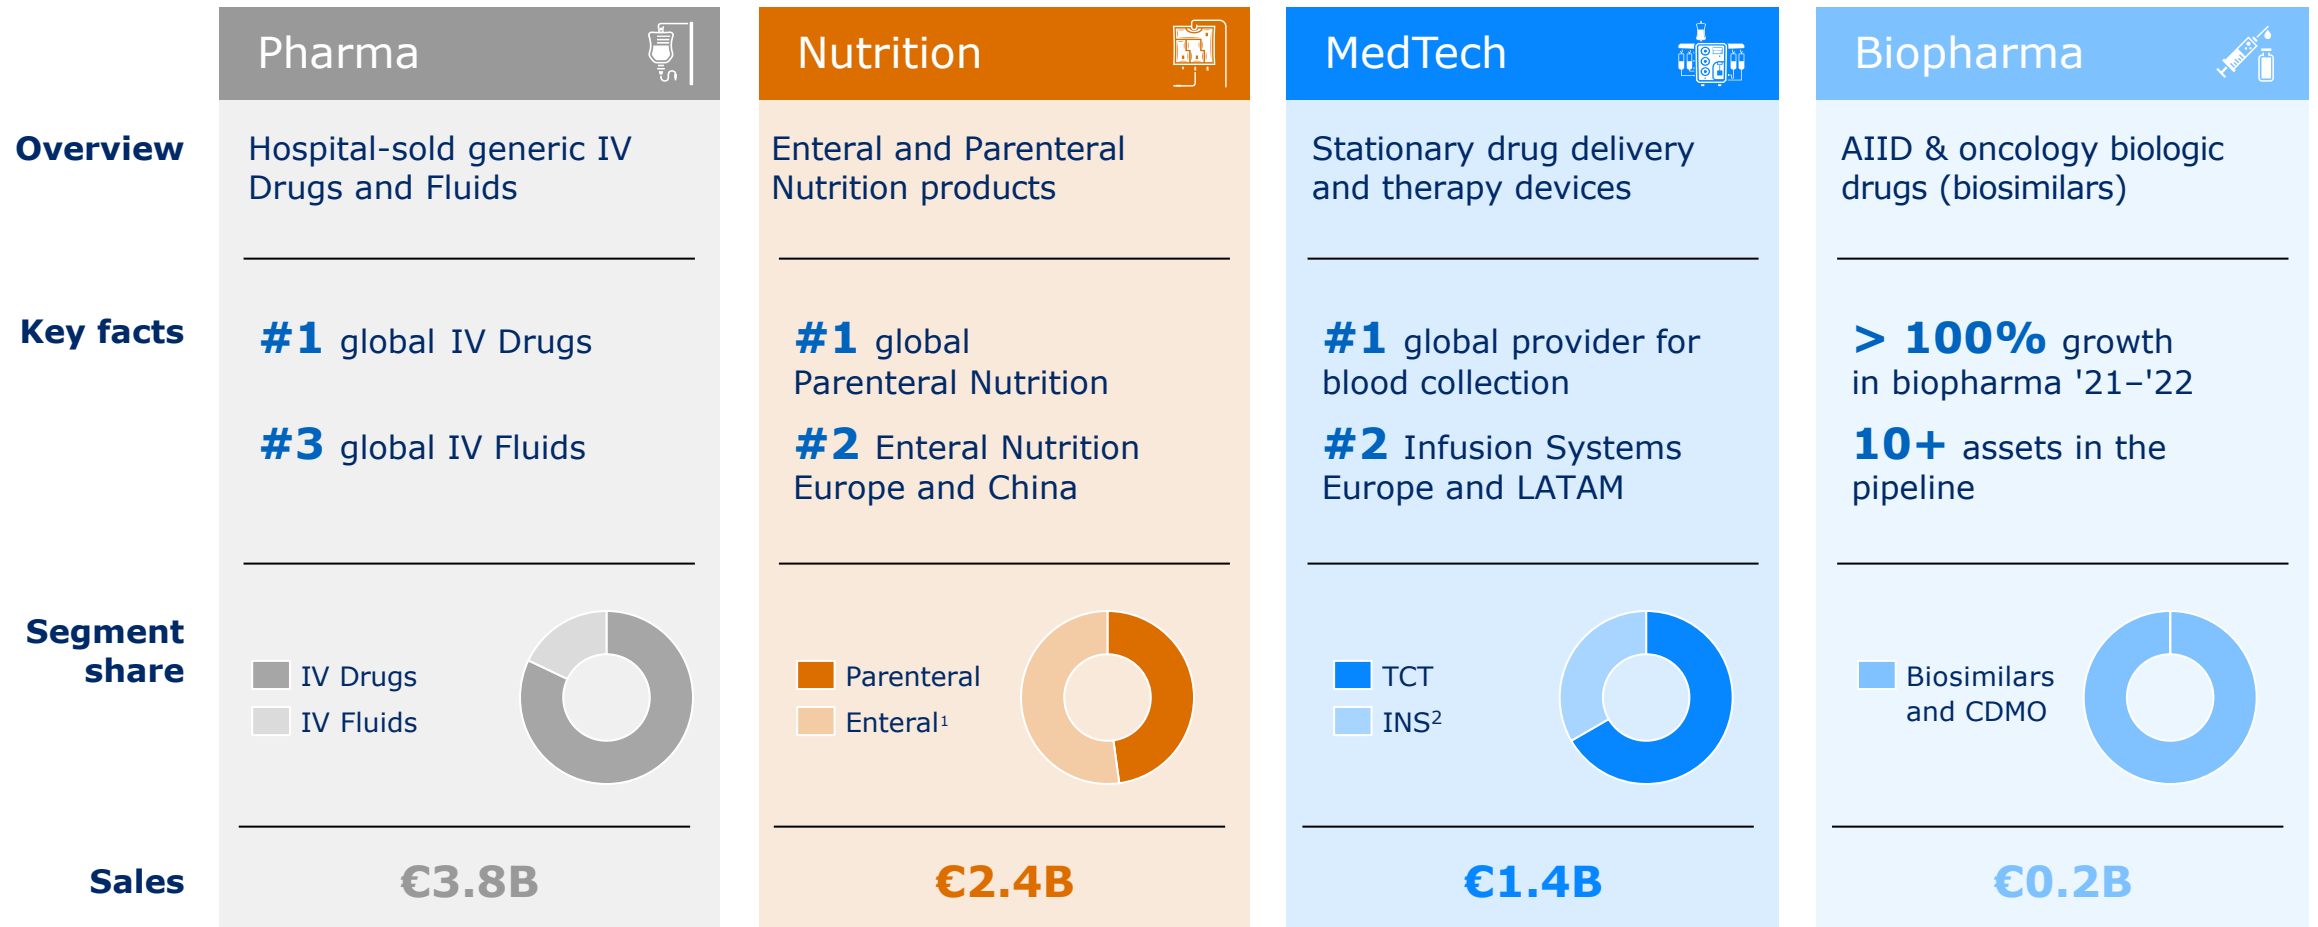 Pharma
Nutrition
MedTech
Biopharma
Overview
Hospital-sold generic IV
Drugs and Fluids
Enteral and Parenteral
Nutrition products
Stationary drug delivery
and therapy devices
AIID & oncology biologic
drugs (biosimilars)
Key facts
#1 global IV Drugs
#3 global IV Fluids
#1 global
Parenteral Nutrition
#2 Enteral Nutrition
Europe and China
#1 global provider for
blood collection
#2 Infusion Systems
Europe and LATAM
> 100% growth
in biopharma '21–'22
10+ assets in the
pipeline
Segment
share
IV Drugs
IV Fluids
Parenteral
Enteral¹
TCT
INS²
Biosimilars
and CDMO
Sales
€3.8B
€2.4B
€1.4B
€0.2B